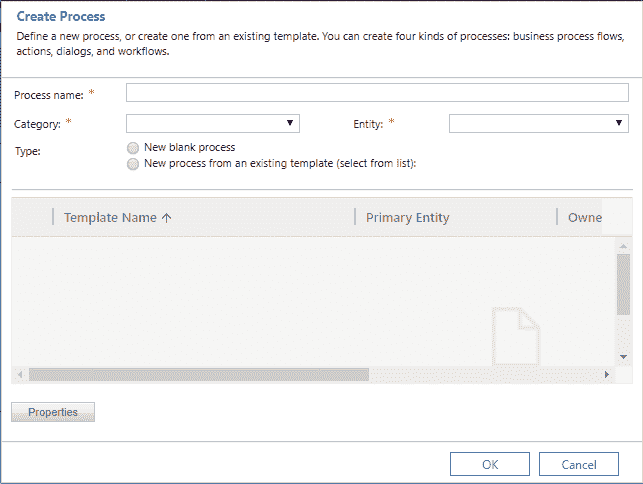 Create Process
Define a new process, or create one from an existing template. You can create four kinds of processes: business process flows,
actions, dialogs, and workflows.
Process name: *
Category: * Entity: *
Type: New blank process
New process from an existing template (select from list):
Template Name ↑ Primary Entity Owne
Properties
OK Cancel